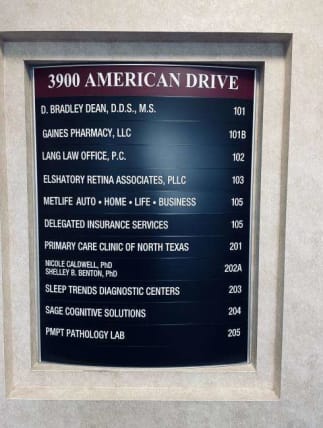 3900 AMERICAN DRIVE
D. BRADLEY DEAN, D.D.S., M.S. 101
GAINES PHARMACY, LLC 101B
LANG LAW OFFICE, P.C. 102
ELSHATORY RETINA ASSOCIATES, PLLC 103
METLIFE AUTO • HOME • LIFE • BUSINESS 105
DELEGATED INSURANCE SERVICES 105
PRIMARY CARE CLINIC OF NORTH TEXAS 201
NICOLE CALDWELL, PhD
SHELLEY B. BENTON, PhD 202A
SLEEP TRENDS DIAGNOSTIC CENTERS 203
SAGE COGNITIVE SOLUTIONS 204
PMPT PATHOLOGY LAB 205